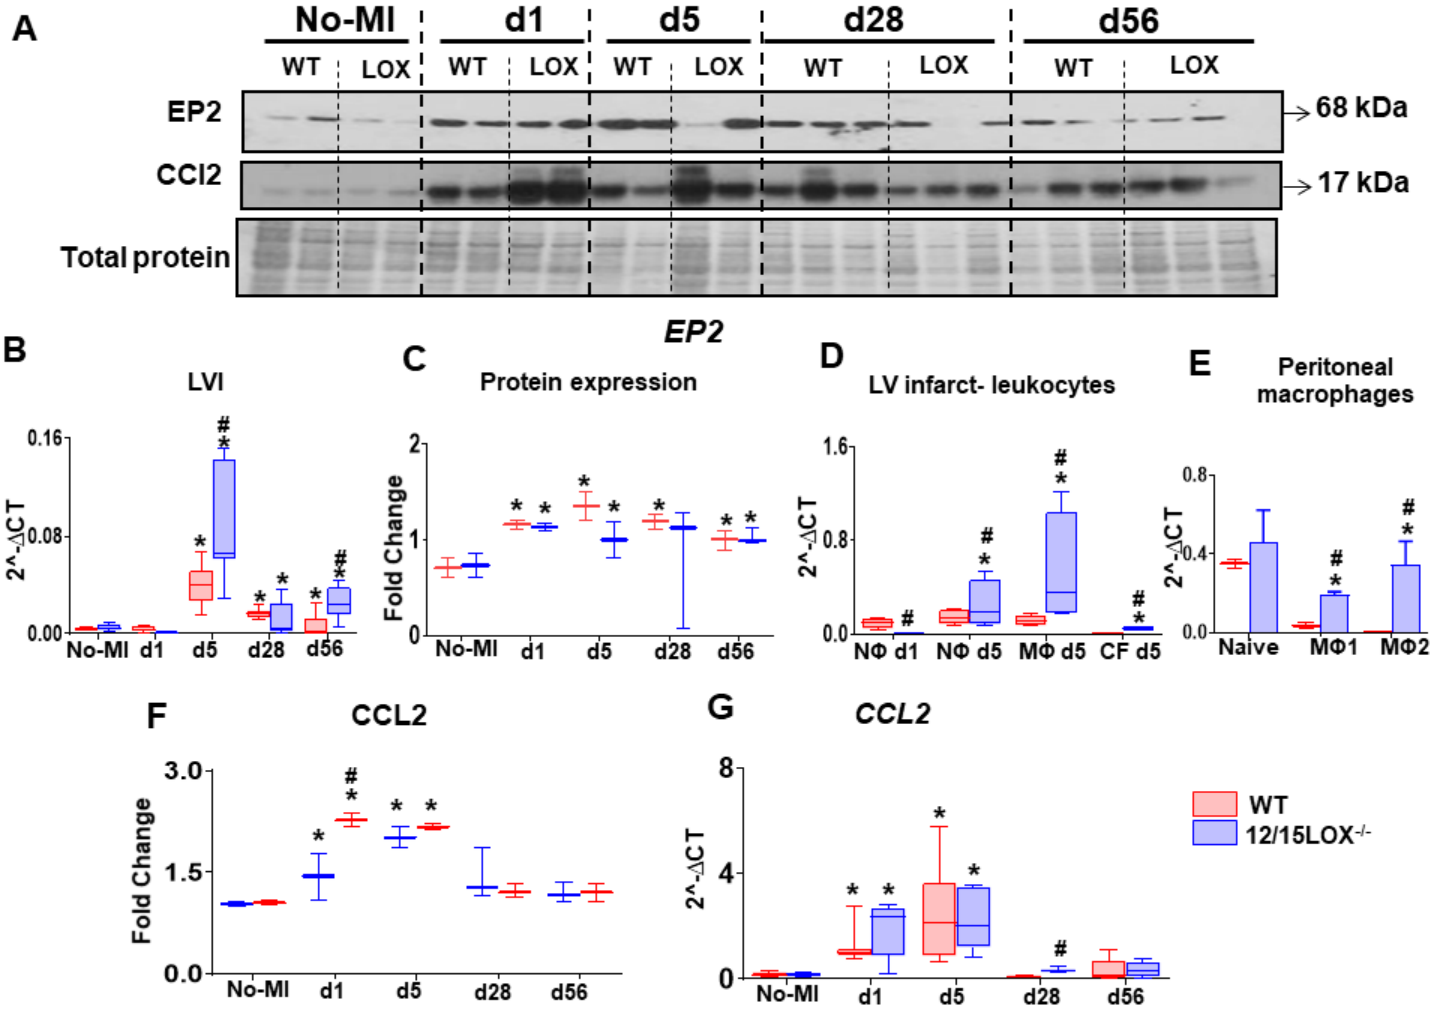 A
No-MI d1 d5 d28 d56
WT LOX WT LOX WT LOX WT LOX WT LOX
EP2 →68 kDa
CCl2 →17 kDa
Total protein
EP2
B
LVI
2^-ΔCT
0.16
0.08
0.00
# *
*
* *
* # *
No-MI d1 d5 d28 d56
C
Protein expression
Fold Change
2
1
0
* * * * * * *
No-MI d1 d5 d28 d56
D
LV infarct- leukocytes
2^-ΔCT
1.6
0.8
0.0
#
# *
# *
# *
NΦ d1 NΦ d5 MΦ d5 CF d5
E
Peritoneal
macrophages
2^-ΔCT
0.8
0.4
0.0
# *
# *
Naive MΦ1 MΦ2
F
CCL2
Fold Change
3.0
1.5
0.0
*
# *
* *
No-MI d1 d5 d28 d56
G
CCL2
2^-ΔCT
8
4
0
* *
* *
#
No-MI d1 d5 d28 d56
WT
12/15LOX-/-